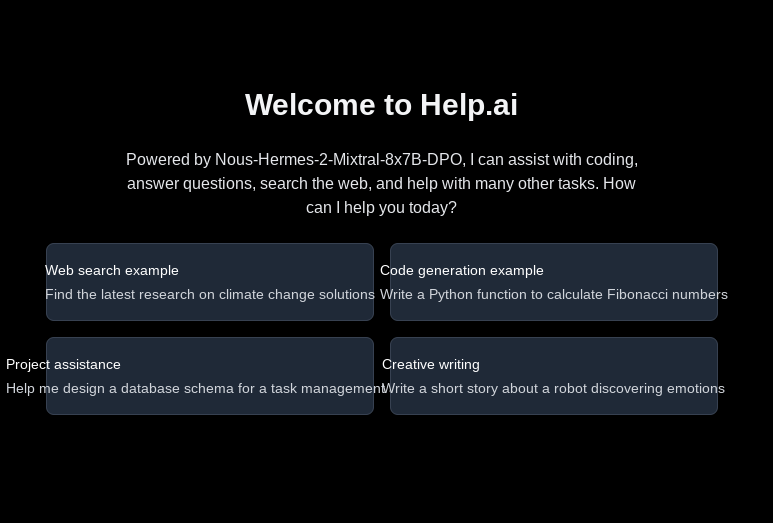 Welcome to Help.ai
Powered by Nous-Hermes-2-Mixtral-8x7B-DPO, I can assist with coding,
answer questions, search the web, and help with many other tasks. How
can I help you today?
Web search example
Find the latest research on climate change solutions
Code generation example
Write a Python function to calculate Fibonacci numbers
Project assistance
Help me design a database schema for a task management
Creative writing
Write a short story about a robot discovering emotions